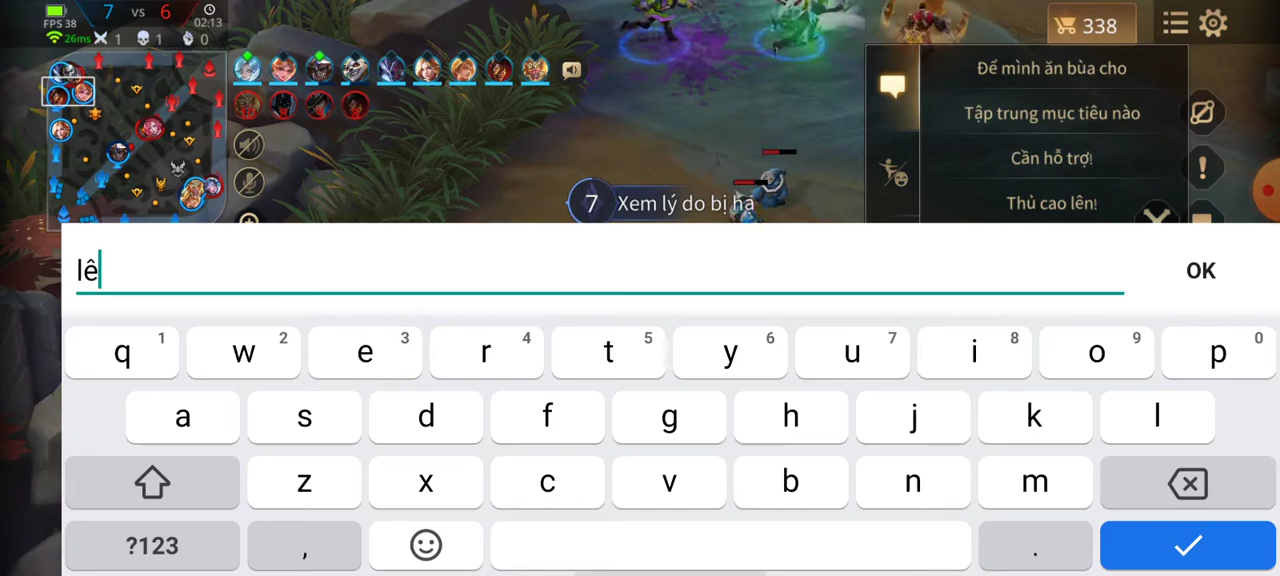 7 vs 6
FPS 38
02:13
26ms 1 1 0
338
Để mình ăn bùa cho
Tập trung mục tiêu nào
Cần hỗ trợ!
Thủ cao lên!
7 Xem lý do bị hạ
lê
OK
q 1 w 2 e 3 r 4 t 5 y 6 u 7 i 8 o 9 p 0
a s d f g h j k l
z x c v b n m
?123 , .